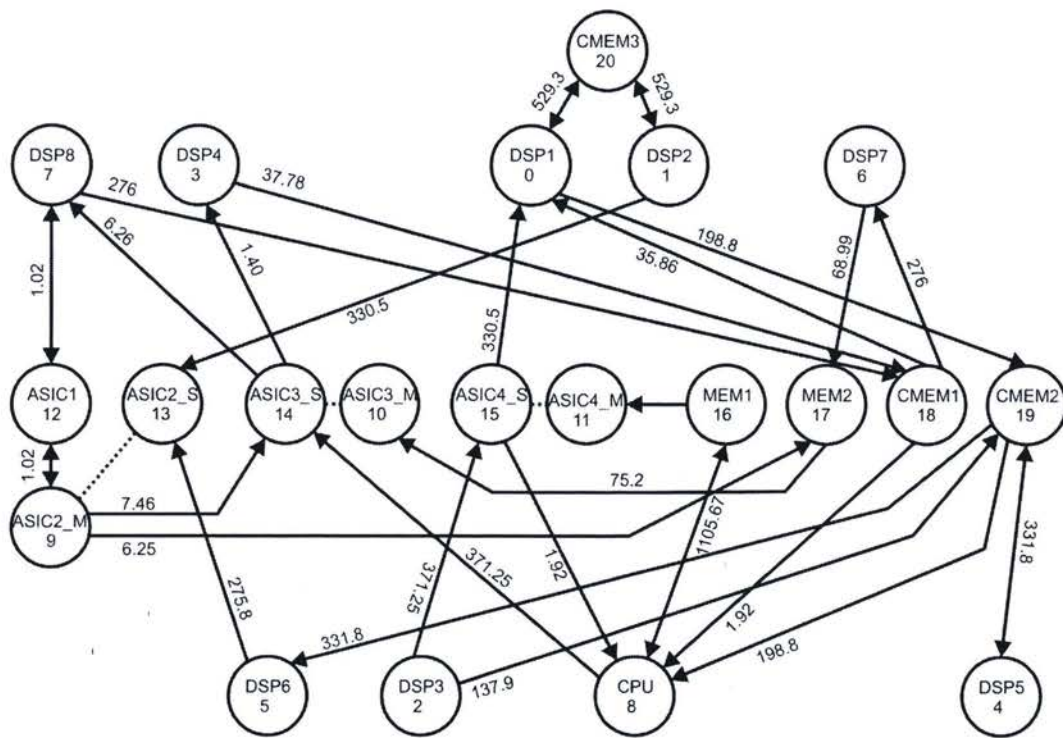 CMEM3
20
529.3
529.3
DSP8
7
DSP4
3
DSP1
0
DSP2
1
DSP7
6
276
37.78
6.26
1.40
198.8
35.86
68.99
276
1.02
330.5
330.5
ASIC1
12
ASIC2_S
13
ASIC3_S
14
ASIC3_M
10
ASIC4_S
15
ASIC4_M
11
MEM1
16
MEM2
17
CMEM1
18
CMEM2
19
1.02
7.46
75.2
ASIC2_M
9
6.25
1105.67
331.8
371.25
1.92
371.25
275.8
1.92
331.8
198.8
137.9
DSP6
5
DSP3
2
CPU
8
DSP5
4